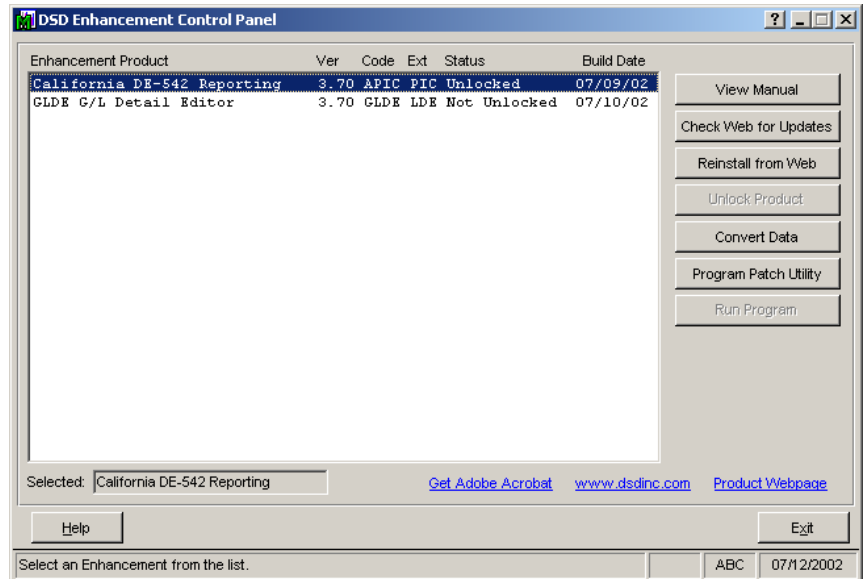 DSD Enhancement Control Panel
Enhancement Product Ver Code Ext Status Build Date
California DE-542 Reporting 3.70 APIC PIC Unlocked 07/09/02
GLDE G/L Detail Editor 3.70 GLDE LDE Not Unlocked 07/10/02
View Manual
Check Web for Updates
Reinstall from Web
Unlock Product
Convert Data
Program Patch Utility
Run Program
Selected: California DE-542 Reporting Get Adobe Acrobat www.dsdinc.com Product Webpage
Help Exit
Select an Enhancement from the list. ABC 07/12/2002